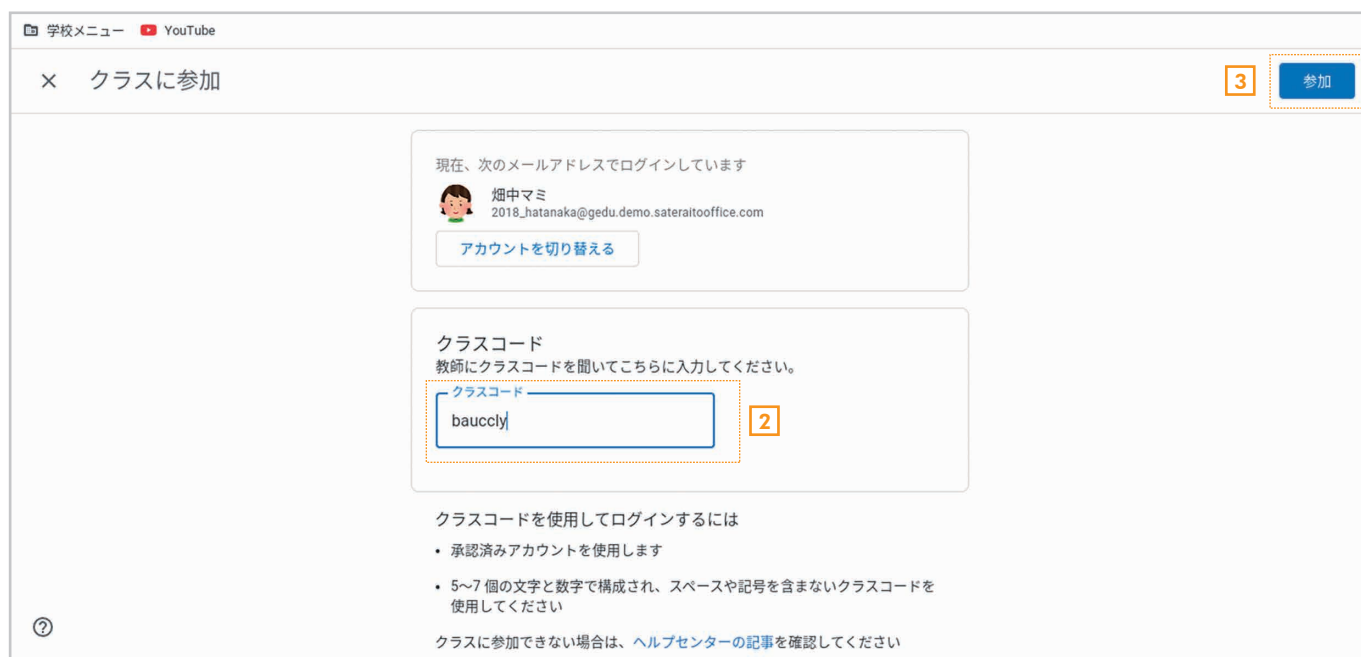 学校メニュー YouTube
クラスに参加
3 参加
現在、次のメールアドレスでログインしています
畑中マミ
2018_hatanaka@gedu.demo.sateraitooffice.com
アカウントを切り替える
クラスコード
教師にクラスコードを聞いてこちらに入力してください。
クラスコード
bauccly
2
クラスコードを使用してログインするには
• 承認済みアカウントを使用します
• 5〜7 個の文字と数字で構成され、スペースや記号を含まないクラスコードを
使用してください
クラスに参加できない場合は、ヘルプセンターの記事を確認してください